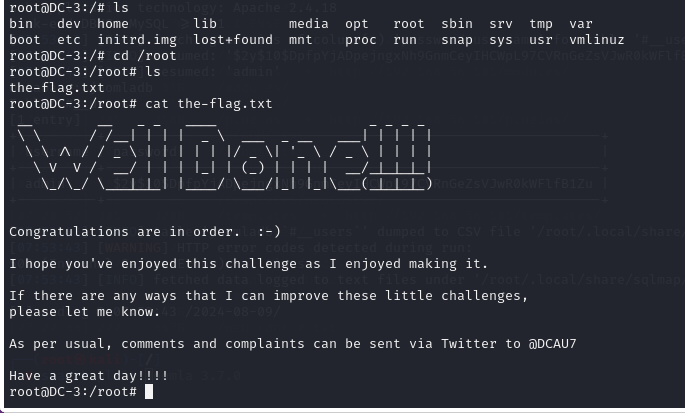 root@DC-3:/# ls
bin dev home lib media opt root sbin srv tmp var
boot etc initrd.img lost+found mnt proc run snap sys usr vmlinuz
root@DC-3:/# cd /root
root@DC-3:/root# ls
the-flag.txt
root@DC-3:/root# cat the-flag.txt
Well Done!!!!
Congratulations are in order. :-)
I hope you've enjoyed this challenge as I enjoyed making it.
If there are any ways that I can improve these little challenges,
please let me know.
As per usual, comments and complaints can be sent via Twitter to @DCAU7
Have a great day!!!!
root@DC-3:/root#